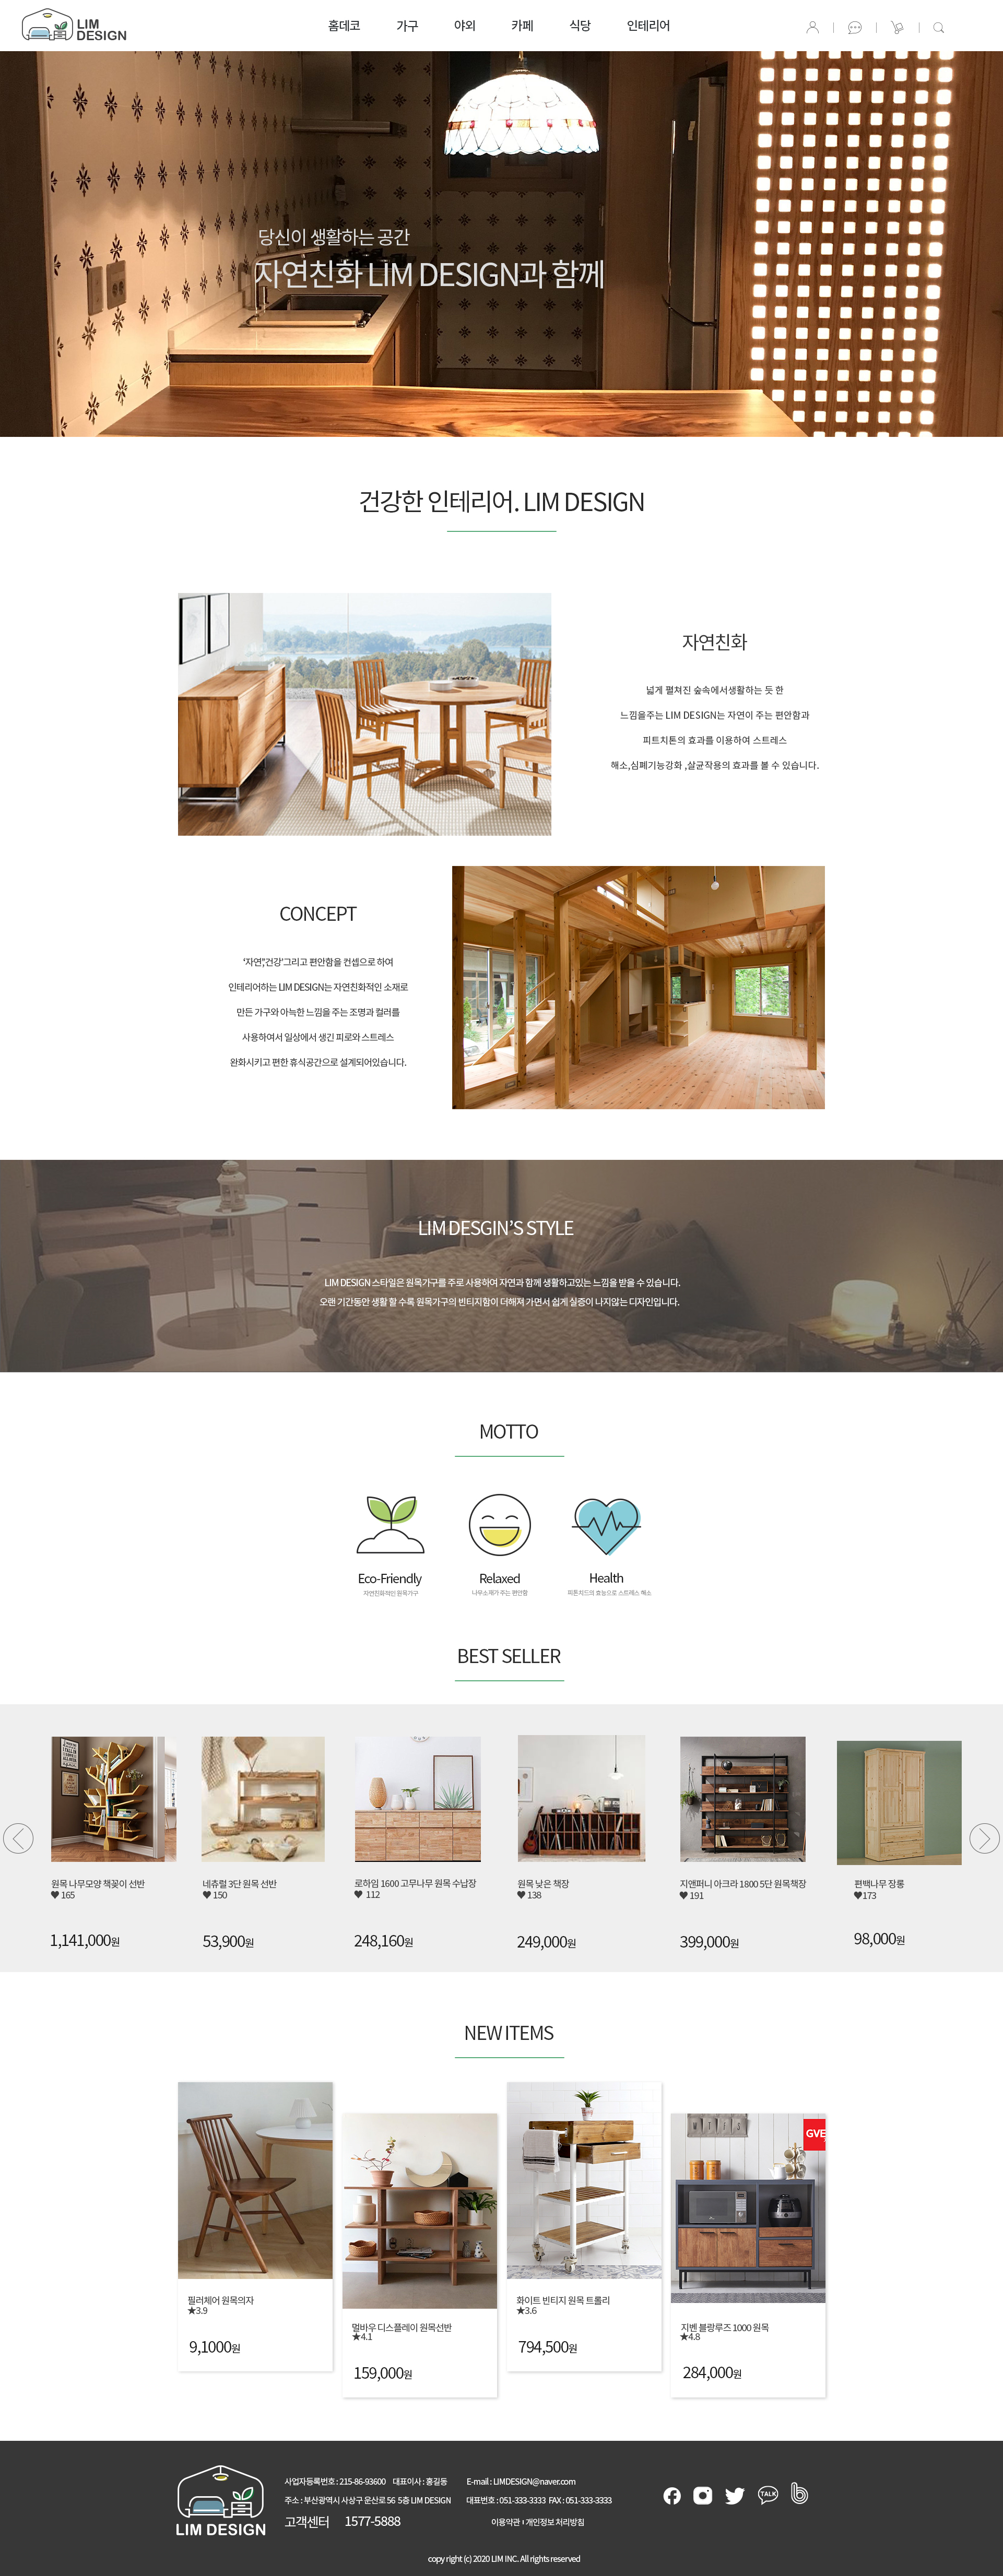 LIM
DESIGN
홈데코 가구 야외 카페 식당 인테리어
당신이 생활하는 공간
자연친화 LIM DESIGN과 함께
건강한 인테리어. LIM DESIGN
자연친화
넓게 펼쳐진 숲속에서생활하는 듯 한
느낌을주는 LIM DESIGN는 자연이 주는 편안함과
피트치톤의 효과를 이용하여 스트레스
해소,심폐기능강화 ,살균작용의 효과를 볼 수 있습니다.
CONCEPT
‘자연’,’건강’그리고 편안함을 컨셉으로 하여
인테리어하는 LIM DESIGN는 자연친화적인 소재로
만든 가구와 아늑한 느낌을 주는 조명과 컬러를
사용하여서 일상에서 생긴 피로와 스트레스
완화시키고 편한 휴식공간으로 설계되어있습니다.
LIM DESGIN’S STYLE
LIM DESIGN 스타일은 원목가구를 주로 사용하여 자연과 함께 생활하고있는 느낌을 받을 수 있습니다.
오랜 기간동안 생활 할 수록 원목가구의 빈티지함이 더해져 가면서 쉽게 실증이 나지않는 디자인입니다.
MOTTO
Eco-Friendly Relaxed Health
자연친화적인 원목가구 나무소재가 주는 편안함 피톤치드의 효능으로 스트레스 해소
BEST SELLER
원목 나무모양 책꽂이 선반
♥ 165
1,141,000원
네츄럴 3단 원목 선반
♥ 150
53,900원
로하임 1600 고무나무 원목 수납장
♥ 112
248,160원
원목 낮은 책장
♥ 138
249,000원
지앤퍼니 아크라 1800 5단 원목책장
♥ 191
399,000원
편백나무 장롱
♥173
98,000원
NEW ITEMS
필러체어 원목의자
★3.9
9,1000원
멀바우 디스플레이 원목선반
★4.1
159,000원
화이트 빈티지 원목 트롤리
★3.6
794,500원
GVE
지벤 블랑루즈 1000 원목
★4.8
284,000원
LIM DESIGN
사업자등록번호 : 215-86-93600 대표이사 : 홍길동 E-mail : LIMDESIGN@naver.com
주소 : 부산광역시 사상구 운산로 56 5층 LIM DESIGN 대표번호 : 051-333-3333 FAX : 051-333-3333
고객센터 1577-5888 이용약관 ı 개인정보 처리방침
TALK
copy right (c) 2020 LIM INC. All rights reserved